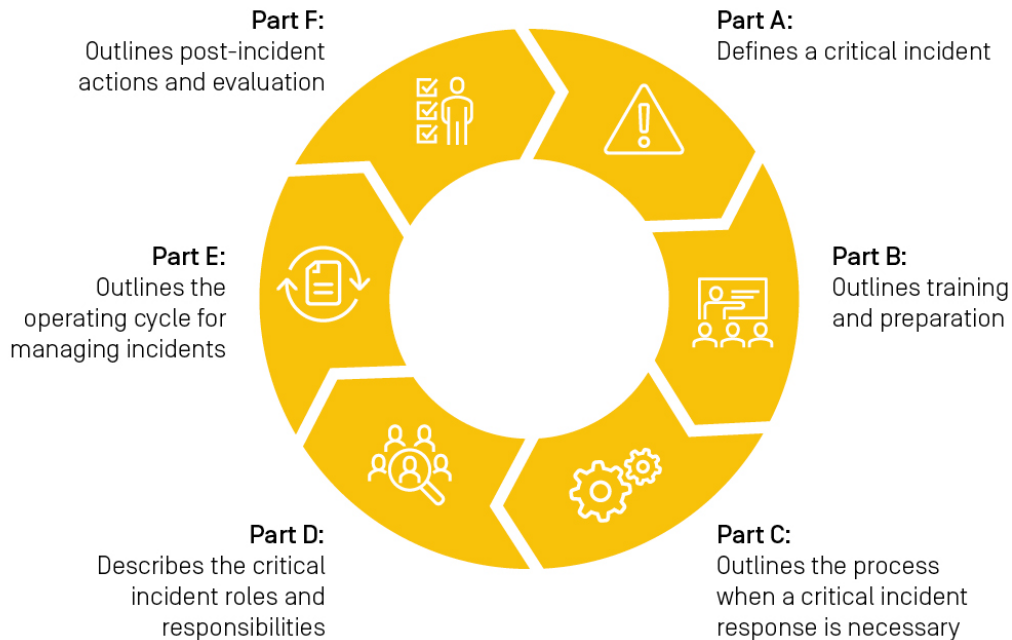 Part A:
Defines a critical incident
Part B:
Outlines training
and preparation
Part C:
Outlines the process
when a critical incident
response is necessary
Part D:
Describes the critical
incident roles and
responsibilities
Part E:
Outlines the
operating cycle for
managing incidents
Part F:
Outlines post-incident
actions and evaluation